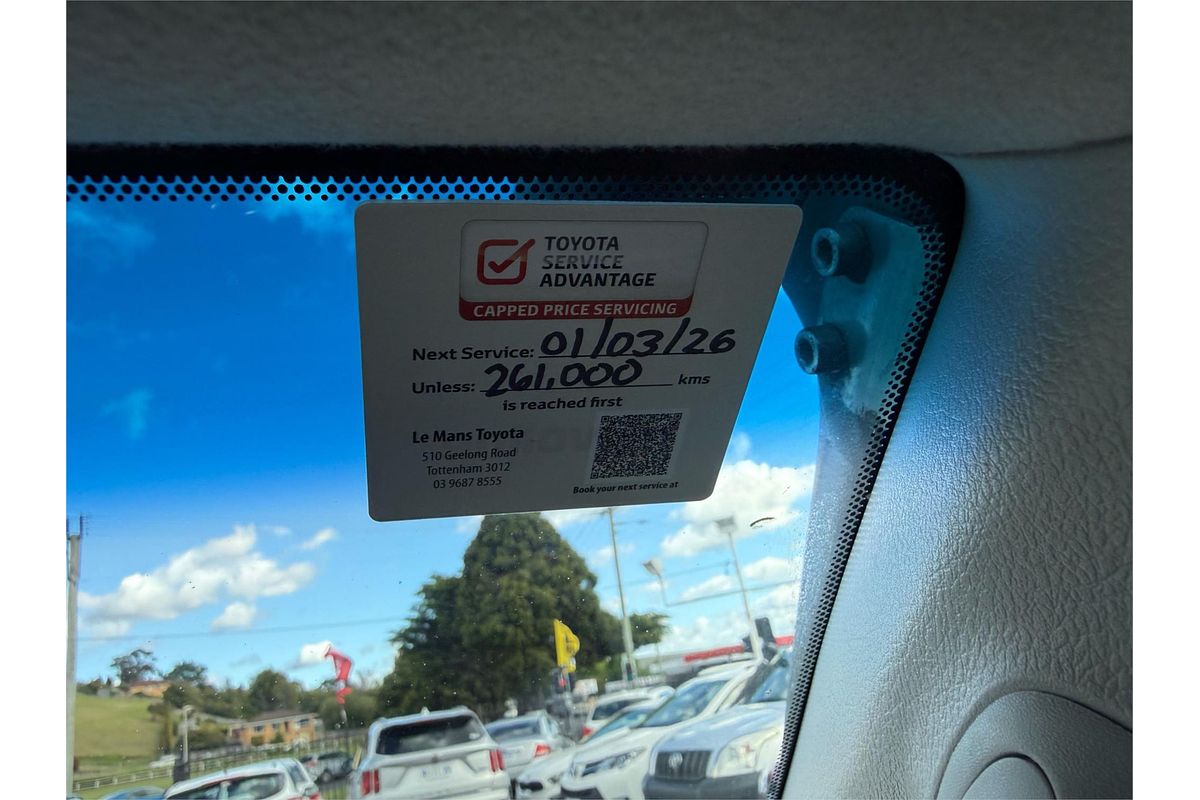 TOYOTA
SERVICE
ADVANTAGE
CAPPED PRICE SERVICING
Next Service: 01/03/26
Unless: 261,000 kms
is reached first
Le Mans Toyota
510 Geelong Road
Tottenham 3012
03 9687 8555
Book your next service at